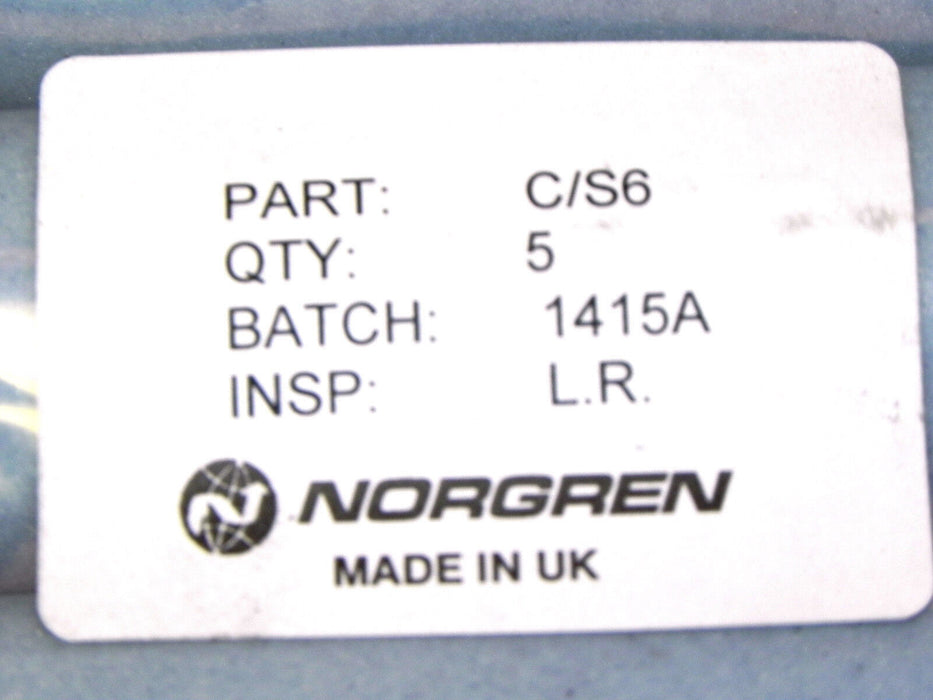 PART: C/S6
QTY: 5
BATCH: 1415A
INSP: L.R.
N NORGREN
MADE IN UK